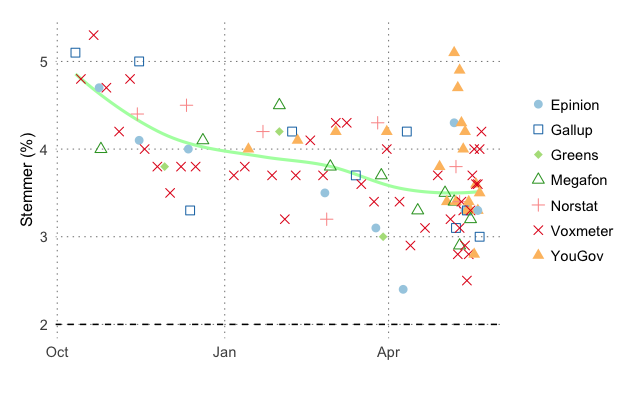 Stemmer (%)
5
4
3
2
Oct
Jan
Apr
Epinion
Gallup
Greens
Megafon
Norstat
Voxmeter
YouGov